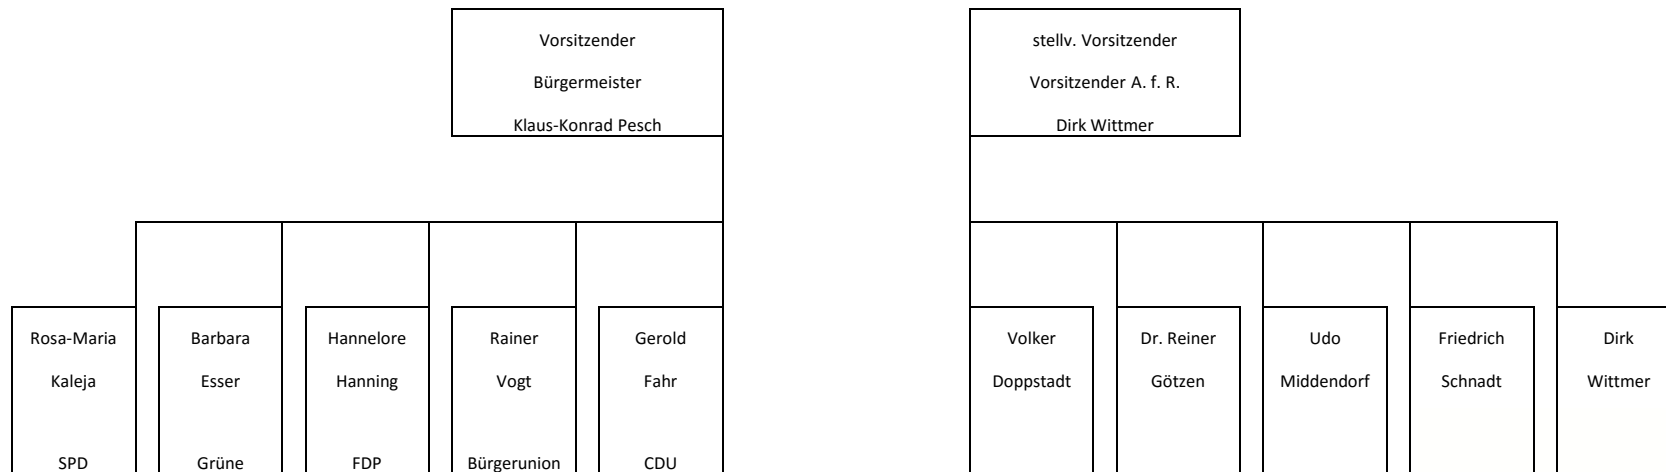 Vorsitzender
Bürgermeister
Klaus-Konrad Pesch
stellv. Vorsitzender
Vorsitzender A. f. R.
Dirk Wittmer
Rosa-Maria
Kaleja
SPD
Barbara
Esser
Grüne
Hannelore
Hanning
FDP
Rainer
Vogt
Bürgerunion
Gerold
Fahr
CDU
Volker
Doppstadt
Dr. Reiner
Götzen
Udo
Middendorf
Friedrich
Schnadt
Dirk
Wittmer